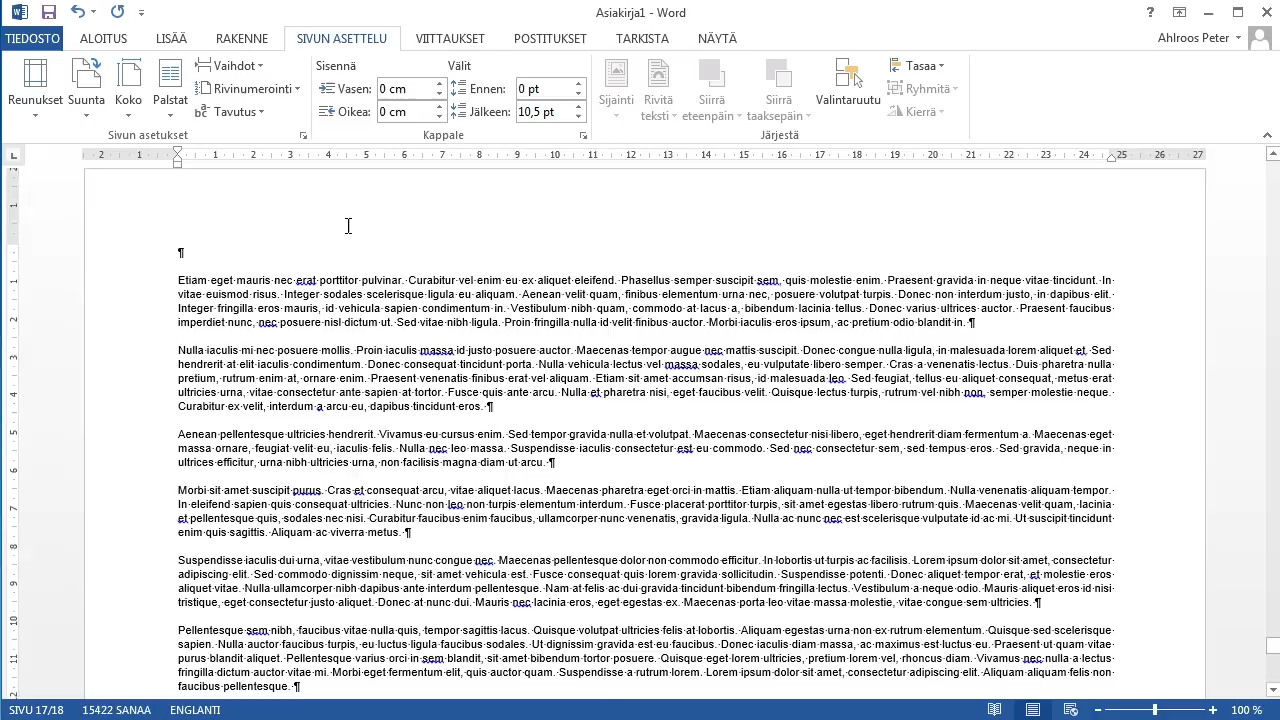 Asiakirja1 - Word
TIEDOSTO ALOITUS LISÄÄ RAKENNE SIVUN ASETTELU VIITTAUKSET POSTITUKSET TARKISTA NÄYTÄ Ahlroos Peter
Reunukset Suunta Koko Palstat
Vaihdot
Rivinumerointi
Tavutus
Sivun asetukset
Sisennä Välit
Vasen: 0 cm Ennen: 0 pt
Oikea: 0 cm Jälkeen: 10,5 pt
Kappale
Sijainti Rivitä teksti Siirrä eteenpäin Siirrä taaksepäin Valintaruutu
Tasaa
Ryhmitä
Kierrä
Järjestä
2 1 1 2 3 4 5 6 7 8 9 10 11 12 13 14 15 16 17 18 19 20 21 22 23 24 25 26 27
¶
Etiam·eget·mauris·nec·erat·porttitor·pulvinar.·Curabitur·vel·enim·eu·ex·aliquet·eleifend.·Phasellus·semper·suscipit·sem,·quis·molestie·enim.·Praesent·gravida·in·neque·vitae·tincidunt.·In·
vitae·euismod·risus.·Integer·sodales·scelerisque·ligula·eu·aliquam.·Aenean·velit·quam,·finibus·elementum·urna·nec,·posuere·volutpat·turpis.·Donec·non·interdum·justo,·in·dapibus·elit.·
Integer·fringilla·eros·mauris,·id·vehicula·sapien·condimentum·in.·Vestibulum·nibh·quam,·commodo·at·lacus·a,·bibendum·lacinia·tellus.·Donec·varius·ultrices·auctor.·Praesent·faucibus·
imperdiet·nunc,·nec·posuere·nisl·dictum·ut.·Sed·vitae·nibh·ligula.·Proin·fringilla·nulla·id·velit·finibus·auctor.·Morbi·iaculis·eros·ipsum,·ac·pretium·odio·blandit·in.·¶
Nulla·iaculis·mi·nec·posuere·mollis.·Proin·iaculis·massa·id·justo·posuere·auctor.·Maecenas·tempor·augue·nec·mattis·suscipit.·Donec·congue·nulla·ligula,·in·malesuada·lorem·aliquet·et.·Sed·
hendrerit·at·elit·iaculis·condimentum.·Donec·consequat·tincidunt·porta.·Nulla·vehicula·lectus·vel·massa·sodales,·eu·vulputate·libero·semper.·Cras·a·venenatis·lectus.·Duis·pharetra·nulla·
pretium,·rutrum·enim·at,·ornare·enim.·Praesent·venenatis·finibus·erat·vel·aliquam.·Etiam·sit·amet·accumsan·risus,·id·malesuada·leo.·Sed·feugiat,·tellus·eu·aliquet·consequat,·metus·erat·
ultricies·urna,·vitae·consectetur·ante·sapien·at·tortor.·Fusce·quis·ante·arcu.·Nulla·et·pharetra·nisi,·eget·faucibus·velit.·Quisque·lectus·turpis,·rutrum·vel·nibh·non,·semper·molestie·neque.·
Curabitur·ex·velit,·interdum·a·arcu·eu,·dapibus·tincidunt·eros.·¶
Aenean·pellentesque·ultricies·hendrerit.·Vivamus·eu·cursus·enim.·Sed·tempor·gravida·nulla·et·volutpat.·Maecenas·consectetur·nisi·libero,·eget·hendrerit·diam·fermentum·a.·Maecenas·eget·
massa·ornare,·feugiat·velit·eu,·iaculis·felis.·Nulla·nec·leo·massa.·Suspendisse·iaculis·consectetur·est·eu·commodo.·Sed·nec·consectetur·sem,·sed·tempus·eros.·Sed·gravida,·neque·in·
ultrices·efficitur,·urna·nibh·ultricies·urna,·non·facilisis·magna·diam·ut·arcu.·¶
Morbi·sit·amet·suscipit·purus.·Cras·et·consequat·arcu,·vitae·aliquet·lacus.·Maecenas·pharetra·eget·orci·in·mattis.·Etiam·aliquam·nulla·ut·tempor·bibendum.·Nulla·venenatis·aliquam·tempor.·
In·eleifend·sapien·quis·consequat·ultricies.·Nunc·non·leo·non·turpis·elementum·interdum.·Fusce·placerat·porttitor·turpis,·sit·amet·egestas·libero·rutrum·quis.·Maecenas·velit·quam,·lacinia·
et·pellentesque·quis,·sodales·nec·nisi.·Curabitur·faucibus·enim·faucibus,·ullamcorper·nunc·venenatis,·gravida·ligula.·Nulla·ac·nunc·nec·est·scelerisque·vulputate·id·ac·mi.·Ut·suscipit·tincidunt·
enim·quis·sagittis.·Aliquam·ac·viverra·metus.·¶
Suspendisse·iaculis·dui·urna,·vitae·vestibulum·nunc·congue·nec.·Maecenas·pellentesque·dolor·non·commodo·efficitur.·In·lobortis·ut·turpis·ac·facilisis.·Lorem·ipsum·dolor·sit·amet,·consectetur·
adipiscing·elit.·Sed·commodo·dignissim·neque,·sit·amet·vehicula·est.·Fusce·consequat·quis·lorem·gravida·sollicitudin.·Suspendisse·potenti.·Donec·aliquet·tempor·erat,·et·molestie·eros·
aliquet·vitae.·Nulla·ullamcorper·nibh·dapibus·ante·interdum·pellentesque.·Nam·at·felis·ac·dui·gravida·tincidunt·bibendum·fringilla·lectus.·Vestibulum·a·neque·odio.·Mauris·aliquet·eros·id·nisi·
tristique,·eget·consectetur·justo·aliquet.·Donec·at·nunc·dui.·Mauris·nec·lacinia·eros,·eget·egestas·ex.·Maecenas·porta·leo·vitae·massa·molestie,·vitae·congue·sem·ultricies.·¶
Pellentesque·sem·nibh,·faucibus·vitae·nulla·quis,·tempor·sagittis·lacus.·Quisque·volutpat·ultricies·felis·at·lobortis.·Aliquam·egestas·urna·non·ex·rutrum·elementum.·Quisque·sed·scelerisque·
sapien.·Nulla·auctor·faucibus·turpis,·eu·luctus·ligula·faucibus·sodales.·Ut·dignissim·gravida·est·eu·faucibus.·Donec·iaculis·diam·massa,·ac·maximus·est·luctus·eu.·Praesent·ut·quam·vitae·
purus·blandit·aliquet.·Pellentesque·varius·orci·in·sem·blandit,·sit·amet·bibendum·tortor·posuere.·Quisque·eget·lorem·ultricies,·pretium·lorem·vel,·rhoncus·diam.·Vivamus·nec·nulla·a·lectus·
fringilla·dictum·auctor·vitae·mi.·Morbi·eget·fermentum·elit,·quis·auctor·quam.·Suspendisse·a·rutrum·lorem.·Lorem·ipsum·dolor·sit·amet,·consectetur·adipiscing·elit.·Aliquam·aliquam·felis·non·
faucibus·pellentesque.·¶
SIVU 17/18 15422 SANAA ENGLANTI 100 %